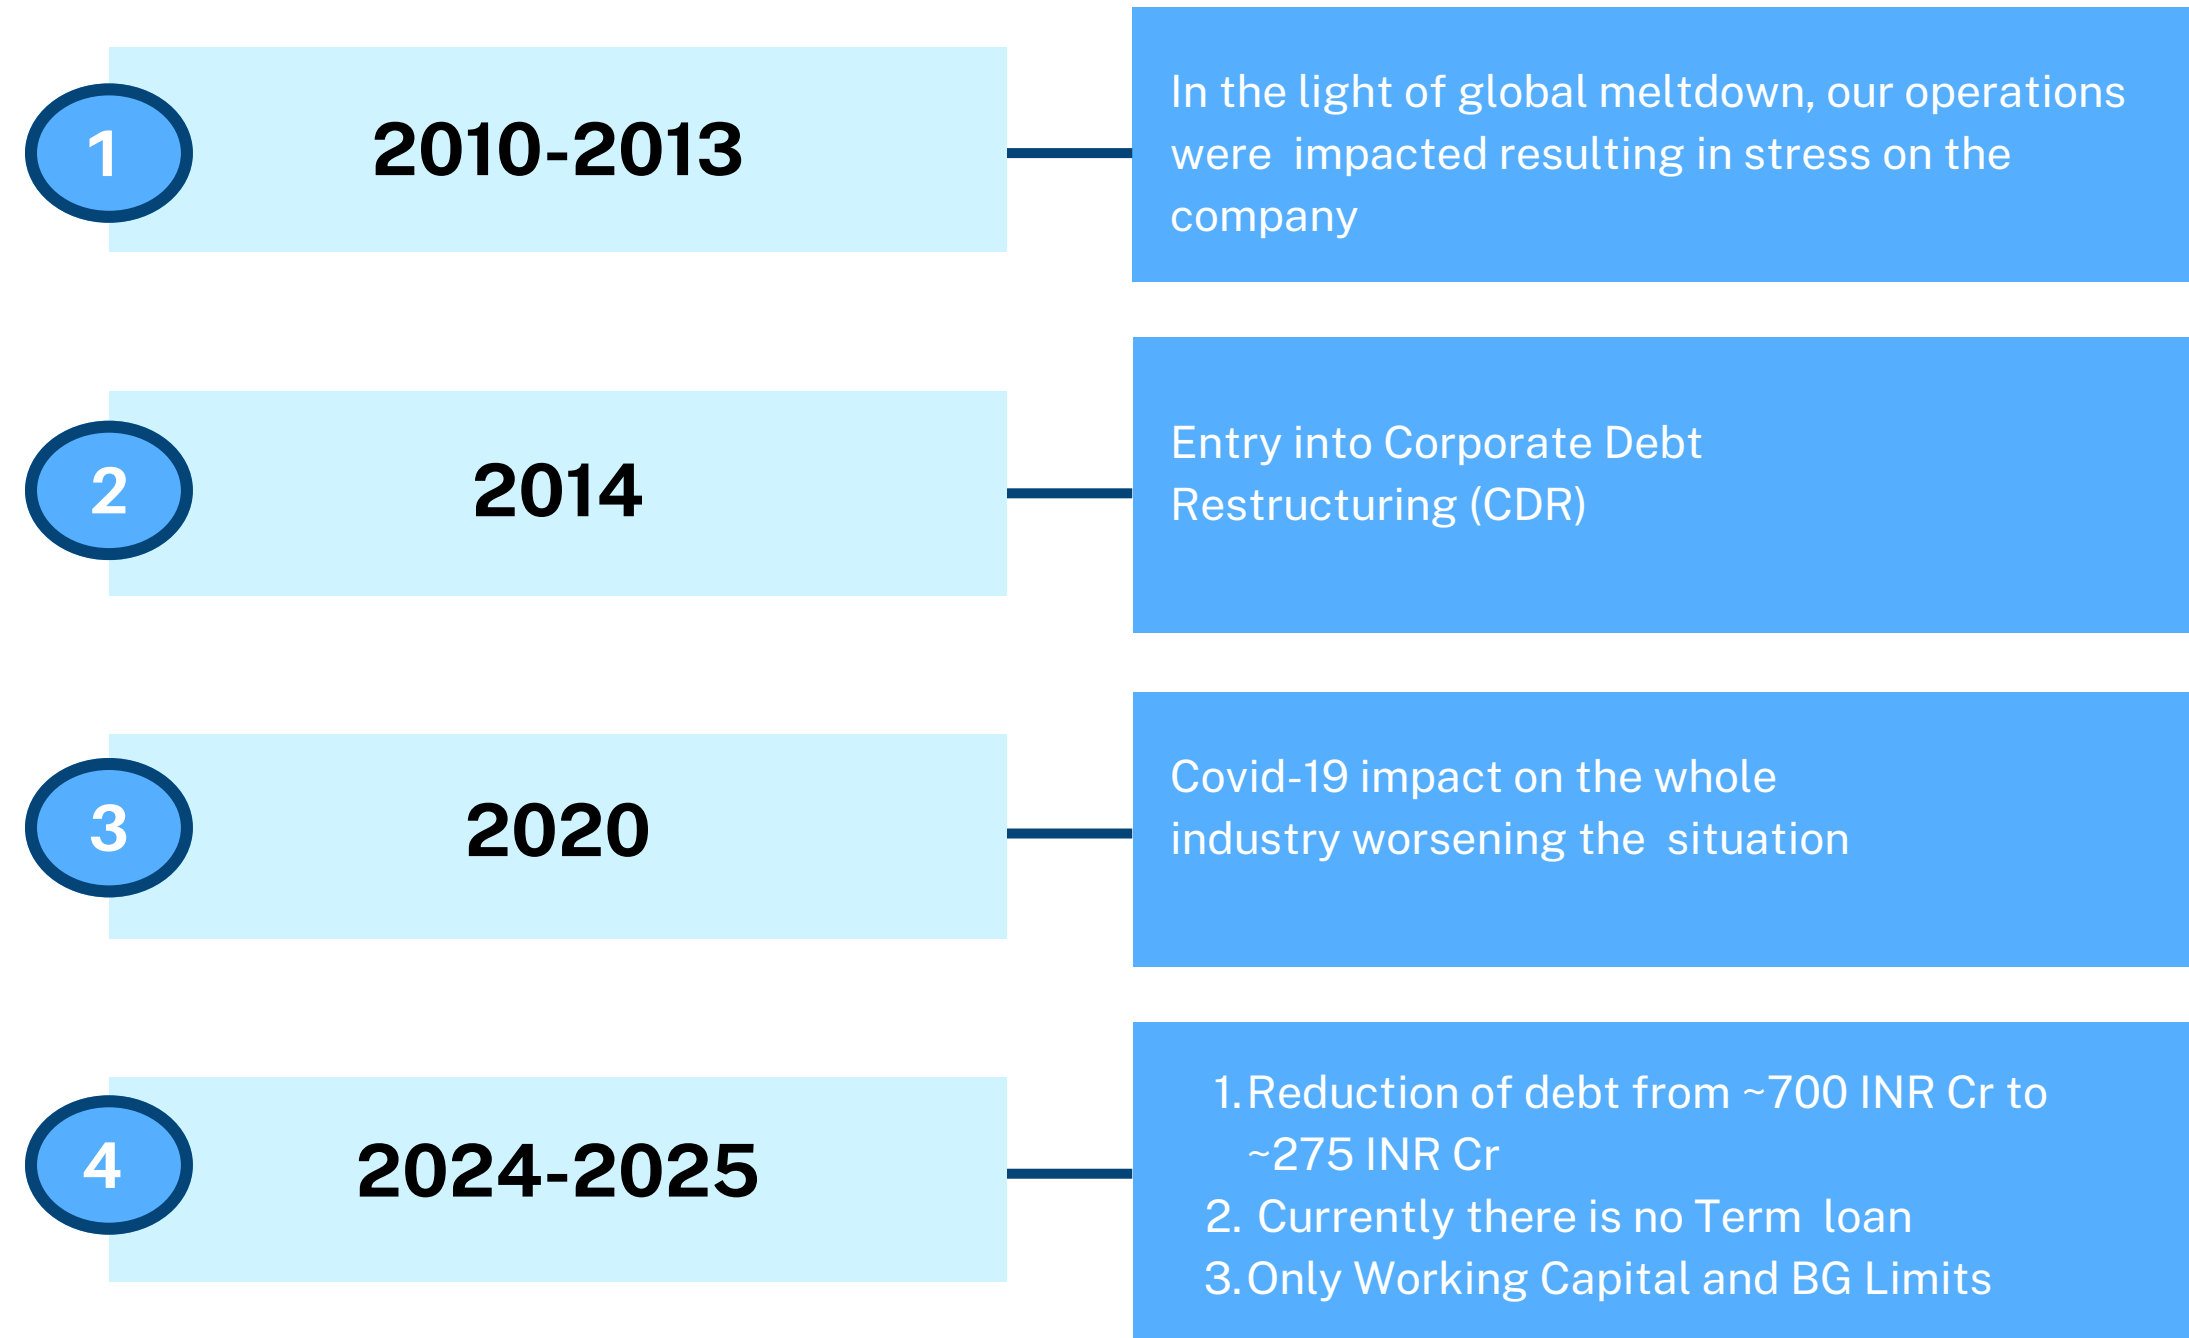 1
2010-2013
In the light of global meltdown, our operations
were  impacted resulting in stress on the
company
2
2014
Entry into Corporate Debt
Restructuring (CDR)
3
2020
Covid-19 impact on the whole
industry worsening the  situation
4
2024-2025
1. Reduction of debt from ~700 INR Cr to
~275 INR Cr
2. Currently there is no Term  loan
3. Only Working Capital and BG Limits